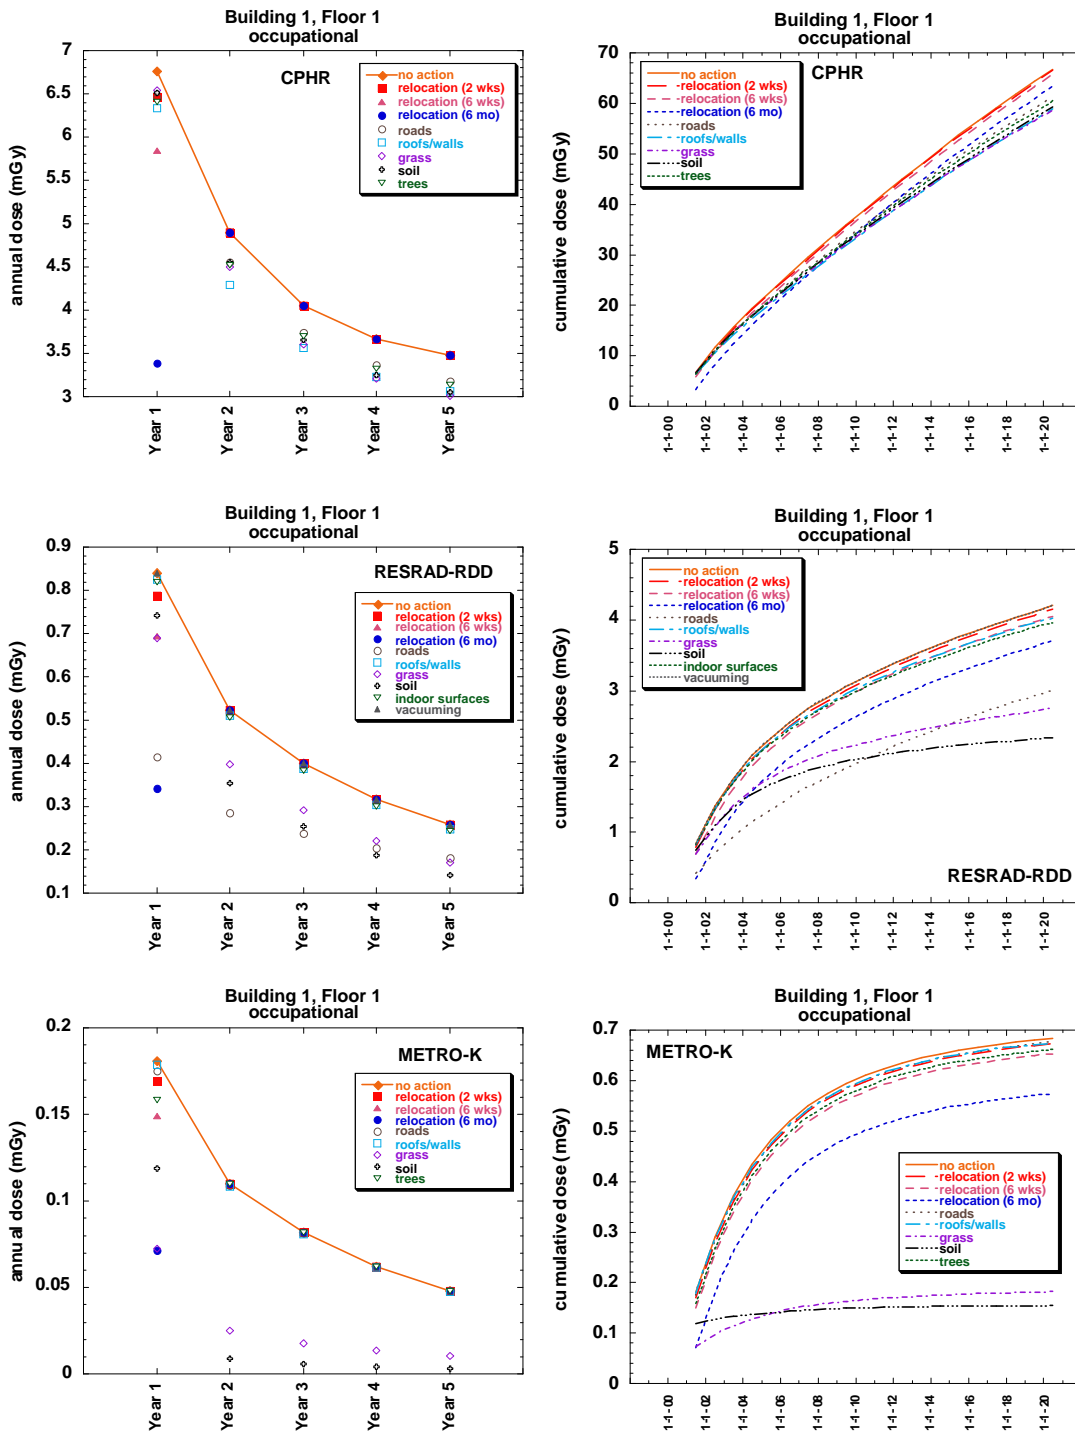 Building 1, Floor 1
occupational
CPHR
annual dose (mGy)
7
6.5
6
5.5
5
4.5
4
3.5
3
no action
relocation (2 wks)
relocation (6 wks)
relocation (6 mo)
roads
roofs/walls
grass
soil
trees
Year 1
Year 2
Year 3
Year 4
Year 5
Building 1, Floor 1
occupational
CPHR
cumulative dose (mGy)
70
60
50
40
30
20
10
0
no action
relocation (2 wks)
relocation (6 wks)
relocation (6 mo)
roads
roofs/walls
grass
soil
trees
1-1-00
1-1-02
1-1-04
1-1-06
1-1-08
1-1-10
1-1-12
1-1-14
1-1-16
1-1-18
1-1-20
Building 1, Floor 1
occupational
RESRAD-RDD
annual dose (mGy)
0.9
0.8
0.7
0.6
0.5
0.4
0.3
0.2
0.1
no action
relocation (2 wks)
relocation (6 wks)
relocation (6 mo)
roads
roofs/walls
grass
soil
indoor surfaces
vacuuming
Year 1
Year 2
Year 3
Year 4
Year 5
Building 1, Floor 1
occupational
cumulative dose (mGy)
5
4
3
2
1
0
no action
relocation (2 wks)
relocation (6 wks)
relocation (6 mo)
roads
roofs/walls
grass
soil
indoor surfaces
vacuuming
RESRAD-RDD
1-1-00
1-1-02
1-1-04
1-1-06
1-1-08
1-1-10
1-1-12
1-1-14
1-1-16
1-1-18
1-1-20
Building 1, Floor 1
occupational
METRO-K
annual dose (mGy)
0.2
0.15
0.1
0.05
0
no action
relocation (2 wks)
relocation (6 wks)
relocation (6 mo)
roads
roofs/walls
grass
soil
trees
Year 1
Year 2
Year 3
Year 4
Year 5
Building 1, Floor 1
occupational
METRO-K
cumulative dose (mGy)
0.7
0.6
0.5
0.4
0.3
0.2
0.1
0
no action
relocation (2 wks)
relocation (6 wks)
relocation (6 mo)
roads
roofs/walls
grass
soil
trees
1-1-00
1-1-02
1-1-04
1-1-06
1-1-08
1-1-10
1-1-12
1-1-14
1-1-16
1-1-18
1-1-20